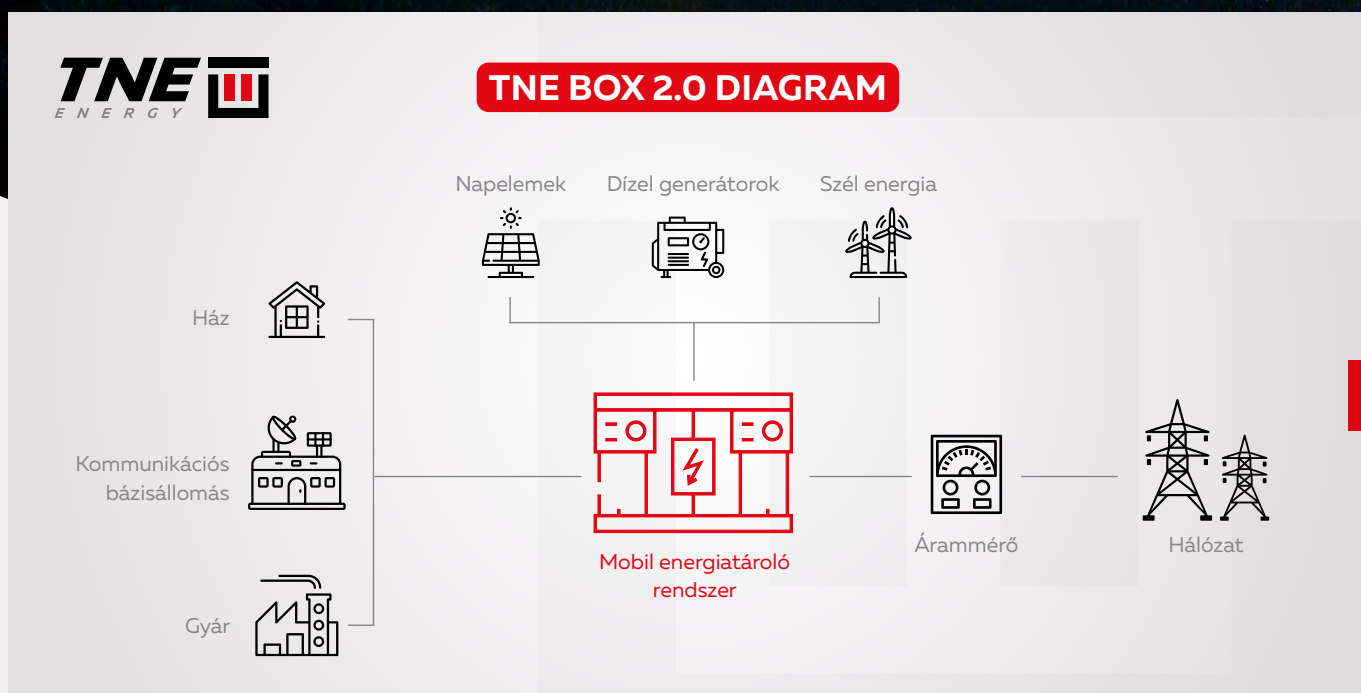 TNE
ENERGY
TNE BOX 2.0 DIAGRAM
Napelemek
Dízel generátorok
Szél energia
Ház
Kommunikációs
bázisállomás
Gyár
Mobil energiatároló
rendszer
Árammérő
Hálózat